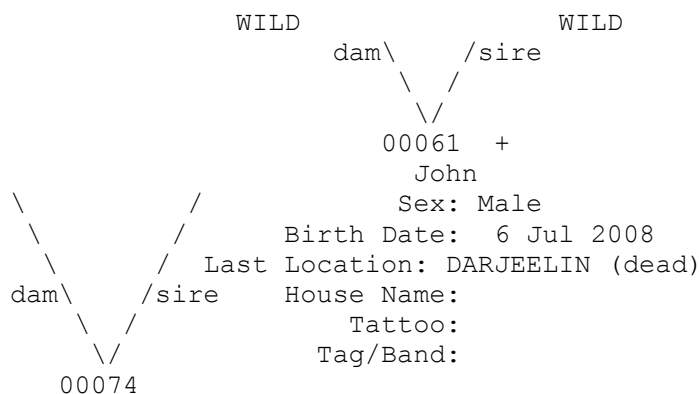 WILD WILD
dam\ /sire
\ /
\/
00061 +
John
\ / Sex: Male
\ / Birth Date: 6 Jul 2008
\ / Last Location: DARJEELIN (dead)
dam\ /sire House Name:
\ / Tattoo:
\/ Tag/Band:
00074